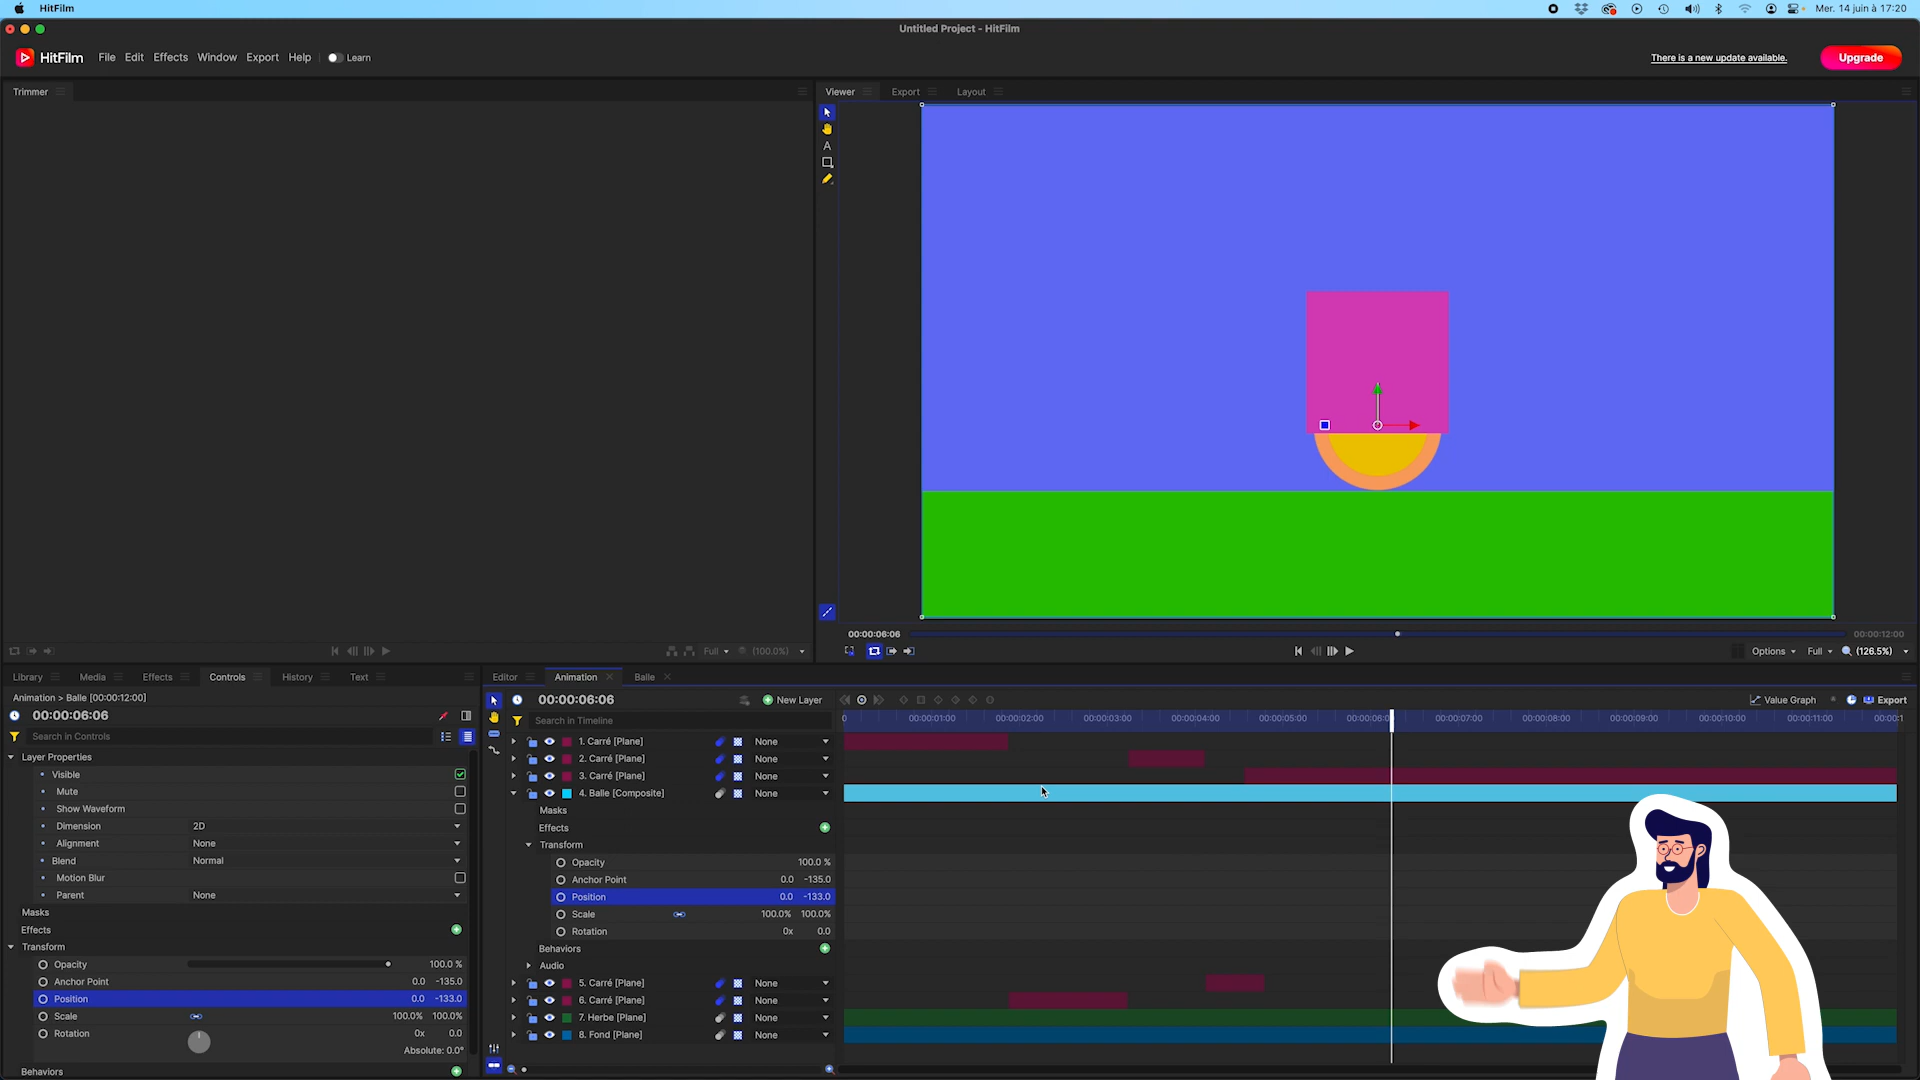 HitFilm
Mer. 14 juin à 17:20
Untitled Project - HitFilm
HitFilm File Edit Effects Window Export Help Learn
There is a new update available. Upgrade
Trimmer
Viewer Export Layout
A
00:00:06:06
00:00:12:00
Full (100.0%)
Options Full (126.5%)
Library Media Effects Controls History Text
Animation > Balle [00:00:12:00]
00:00:06:06
Search in Controls
Layer Properties
Visible
Mute
Show Waveform
Dimension 2D
Alignment None
Blend Normal
Motion Blur
Parent None
Masks
Effects
Transform
Opacity 100.0 %
Anchor Point 0.0 -135.0
Position 0.0 -133.0
Scale 100.0% 100.0%
Rotation 0x 0.0
Absolute: 0.0°
Behaviors
Editor Animation Balle
00:00:06:06 New Layer
Value Graph Export
Search in Timeline
0 00:00:01:00 00:00:02:00 00:00:03:00 00:00:04:00 00:00:05:00 00:00:06:0 00:00:07:00 00:00:08:00 00:00:09:00 00:00:10:00 00:00:11:00 00:00:1
1. Carré [Plane] None
2. Carré [Plane] None
3. Carré [Plane] None
4. Balle [Composite] None
Masks
Effects
Transform
Opacity 100.0 %
Anchor Point 0.0 -135.0
Position 0.0 -133.0
Scale 100.0% 100.0%
Rotation 0x 0.0
Behaviors
Audio
5. Carré [Plane] None
6. Carré [Plane] None
7. Herbe [Plane] None
8. Fond [Plane] None